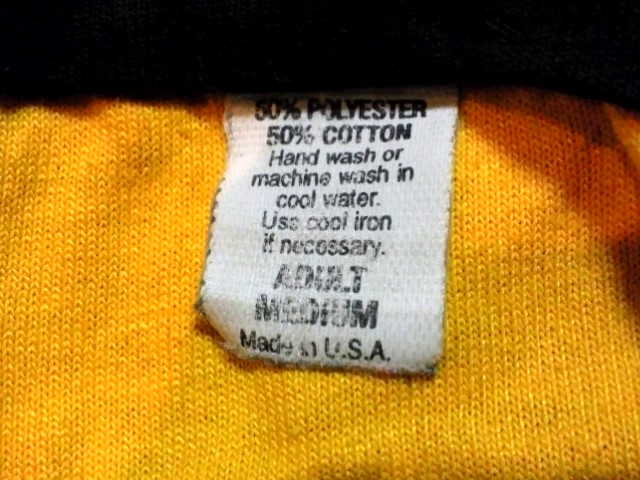 50% POLYESTER
50% COTTON
Hand wash or
machine wash in
cool water.
Use cool iron
if necessary.
ADULT
MEDIUM
Made in U.S.A.